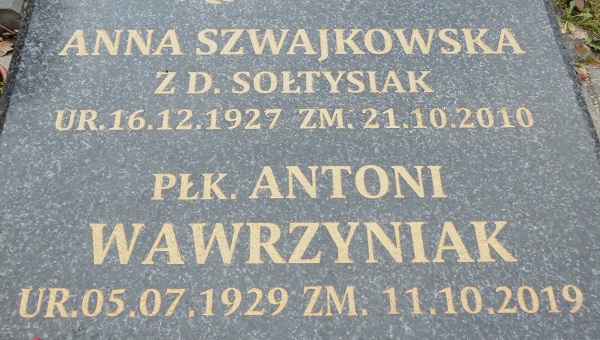 ANNA SZWAJKOWSKA
Z D. SOŁTYSIAK
UR.16.12.1927 ZM. 21.10.2010
PŁK. ANTONI
WAWRZYNIAK
UR.05.07.1929 ZM. 11.10.2019